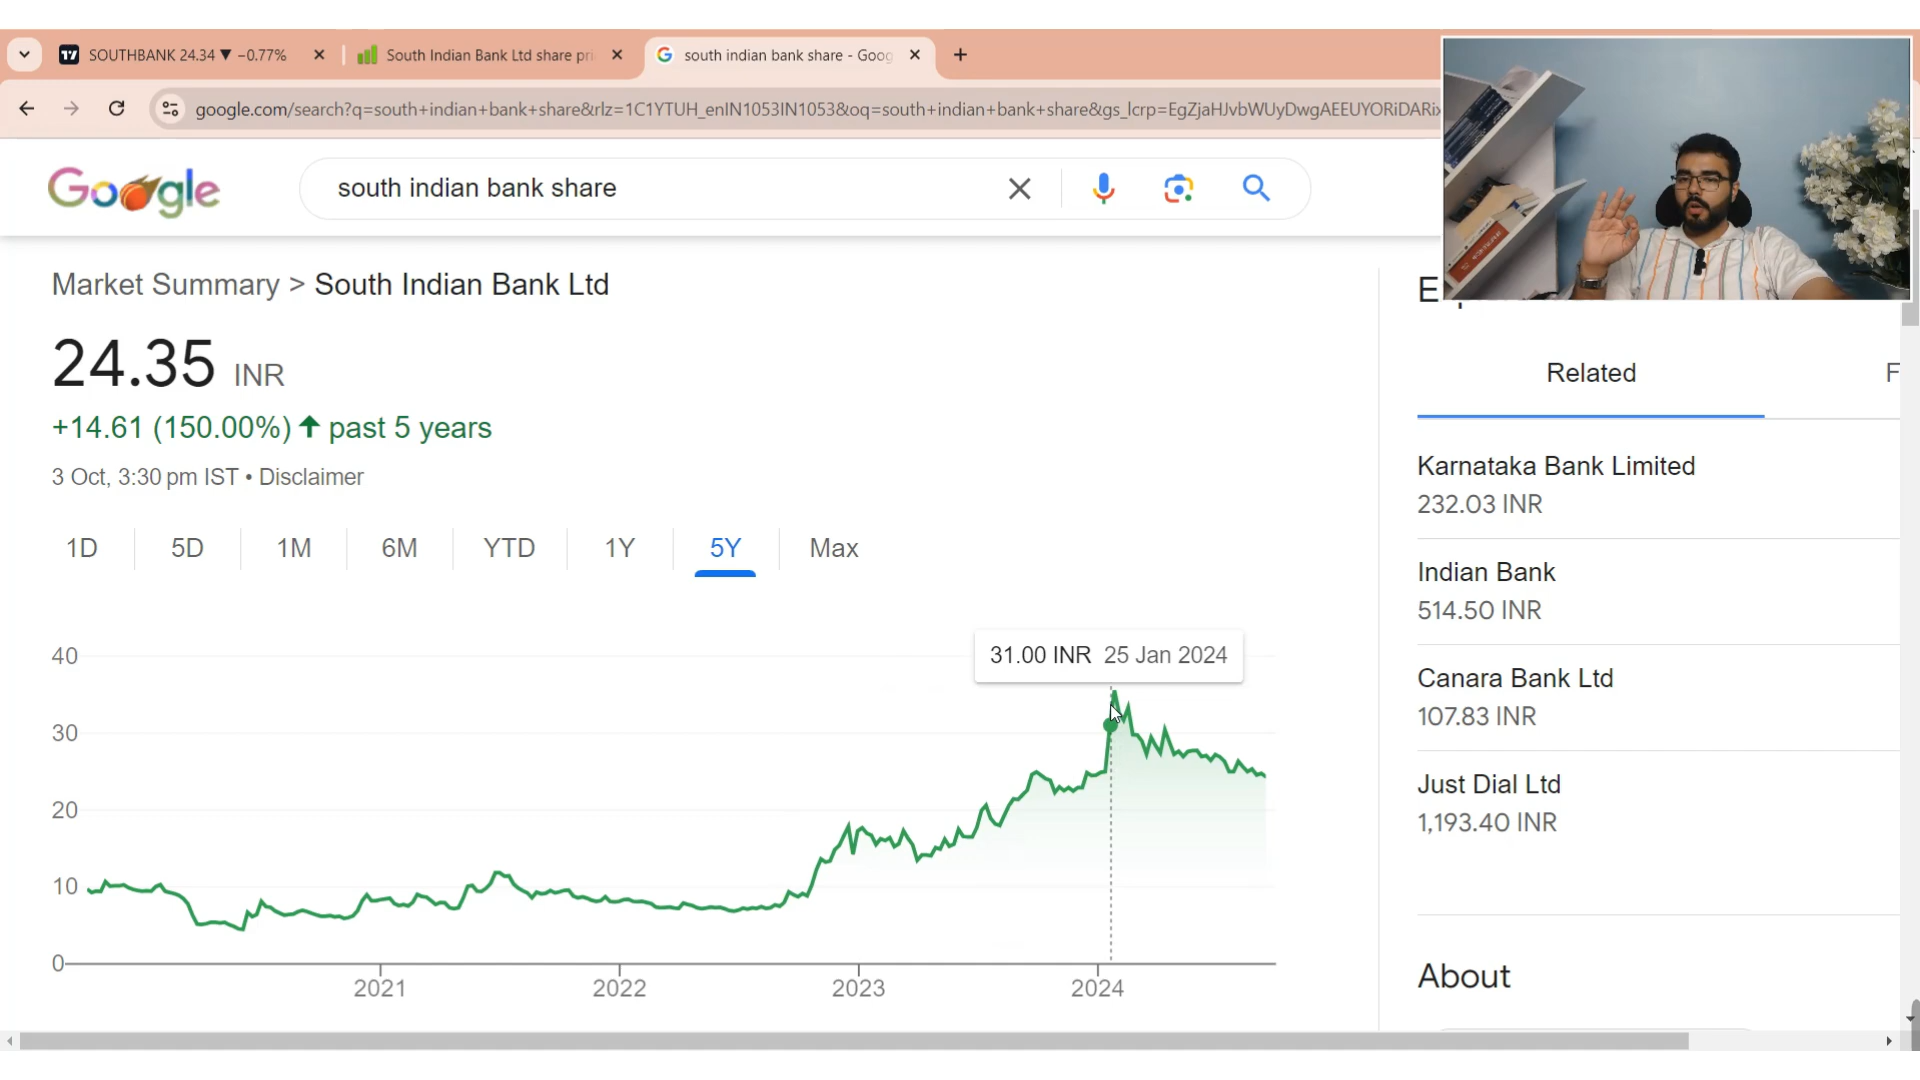 SOUTHBANK 24.34 ▼ −0.77%
South Indian Bank Ltd share pri
south indian bank share - Goog
google.com/search?q=south+indian+bank+share&rlz=1C1YTUH_enIN1053IN1053&oq=south+indian+bank+share&gs_lcrp=EgZjaHJvbWUyDwgAEEUYORiDARix
Google
south indian bank share
Market Summary > South Indian Bank Ltd
24.35 INR
+14.61 (150.00%) ↑ past 5 years
3 Oct, 3:30 pm IST • Disclaimer
1D 5D 1M 6M YTD 1Y 5Y Max
31.00 INR 25 Jan 2024
40
30
20
10
0
2021 2022 2023 2024
Related
F
Karnataka Bank Limited
232.03 INR
Indian Bank
514.50 INR
Canara Bank Ltd
107.83 INR
Just Dial Ltd
1,193.40 INR
About